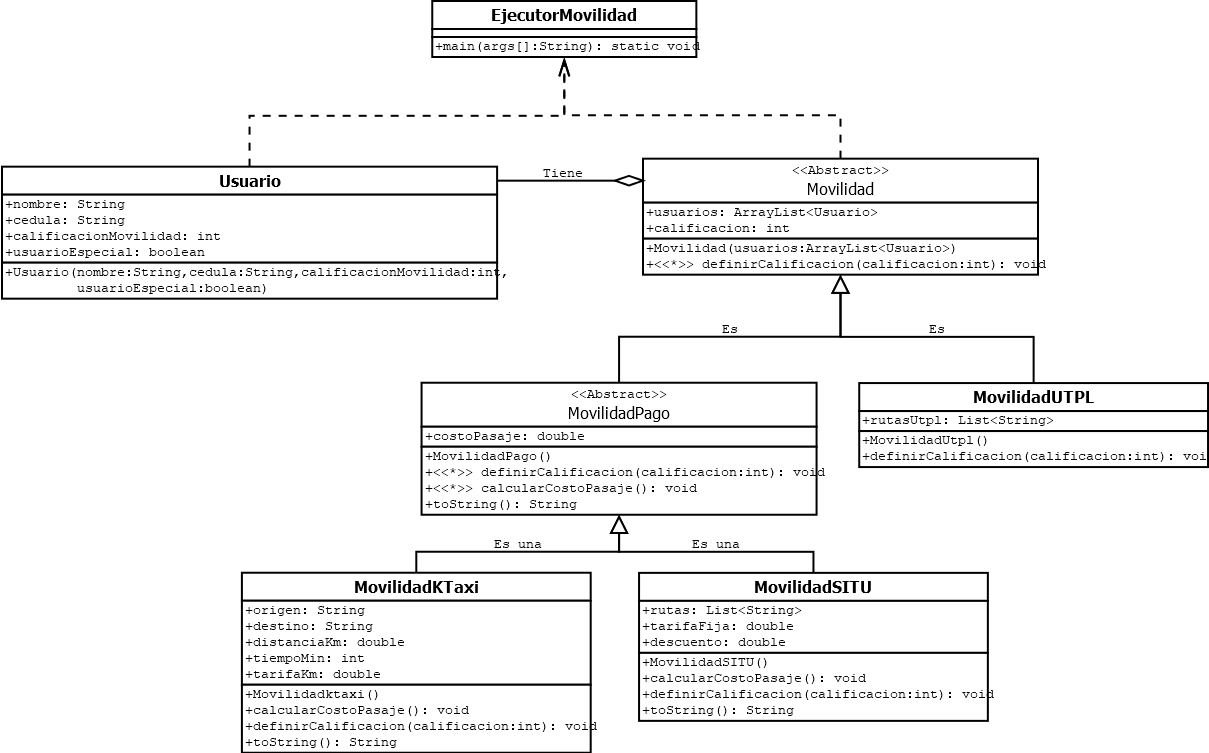 EjecutorMovilidad
+main(args[]:String): static void
Usuario
+nombre: String
+cedula: String
+calificacionMovilidad: int
+usuarioEspecial: boolean
+Usuario(nombre:String,cedula:String,calificacionMovilidad:int,
usuarioEspecial:boolean)
Tiene
<<Abstract>>
Movilidad
+usuarios: ArrayList<Usuario>
+calificacion: int
+Movilidad(usuarios:ArrayList<Usuario>)
+<<*>> definirCalificacion(calificacion:int): void
Es
Es
<<Abstract>>
MovilidadPago
+costoPasaje: double
+MovilidadPago()
+<<*>> definirCalificacion(calificacion:int): void
+<<*>> calcularCostoPasaje(): void
+toString(): String
MovilidadUTPL
+rutasUtpl: List<String>
+MovilidadUtpl()
+definirCalificacion(calificacion:int): voi
Es una
Es una
MovilidadKTaxi
+origen: String
+destino: String
+distanciaKm: double
+tiempoMin: int
+tarifaKm: double
+Movilidadktaxi()
+calcularCostoPasaje(): void
+definirCalificacion(calificacion:int): void
+toString(): String
MovilidadSITU
+rutas: List<String>
+tarifaFija: double
+descuento: double
+MovilidadSITU()
+calcularCostoPasaje(): void
+definirCalificacion(calificacion:int): void
+toString(): String